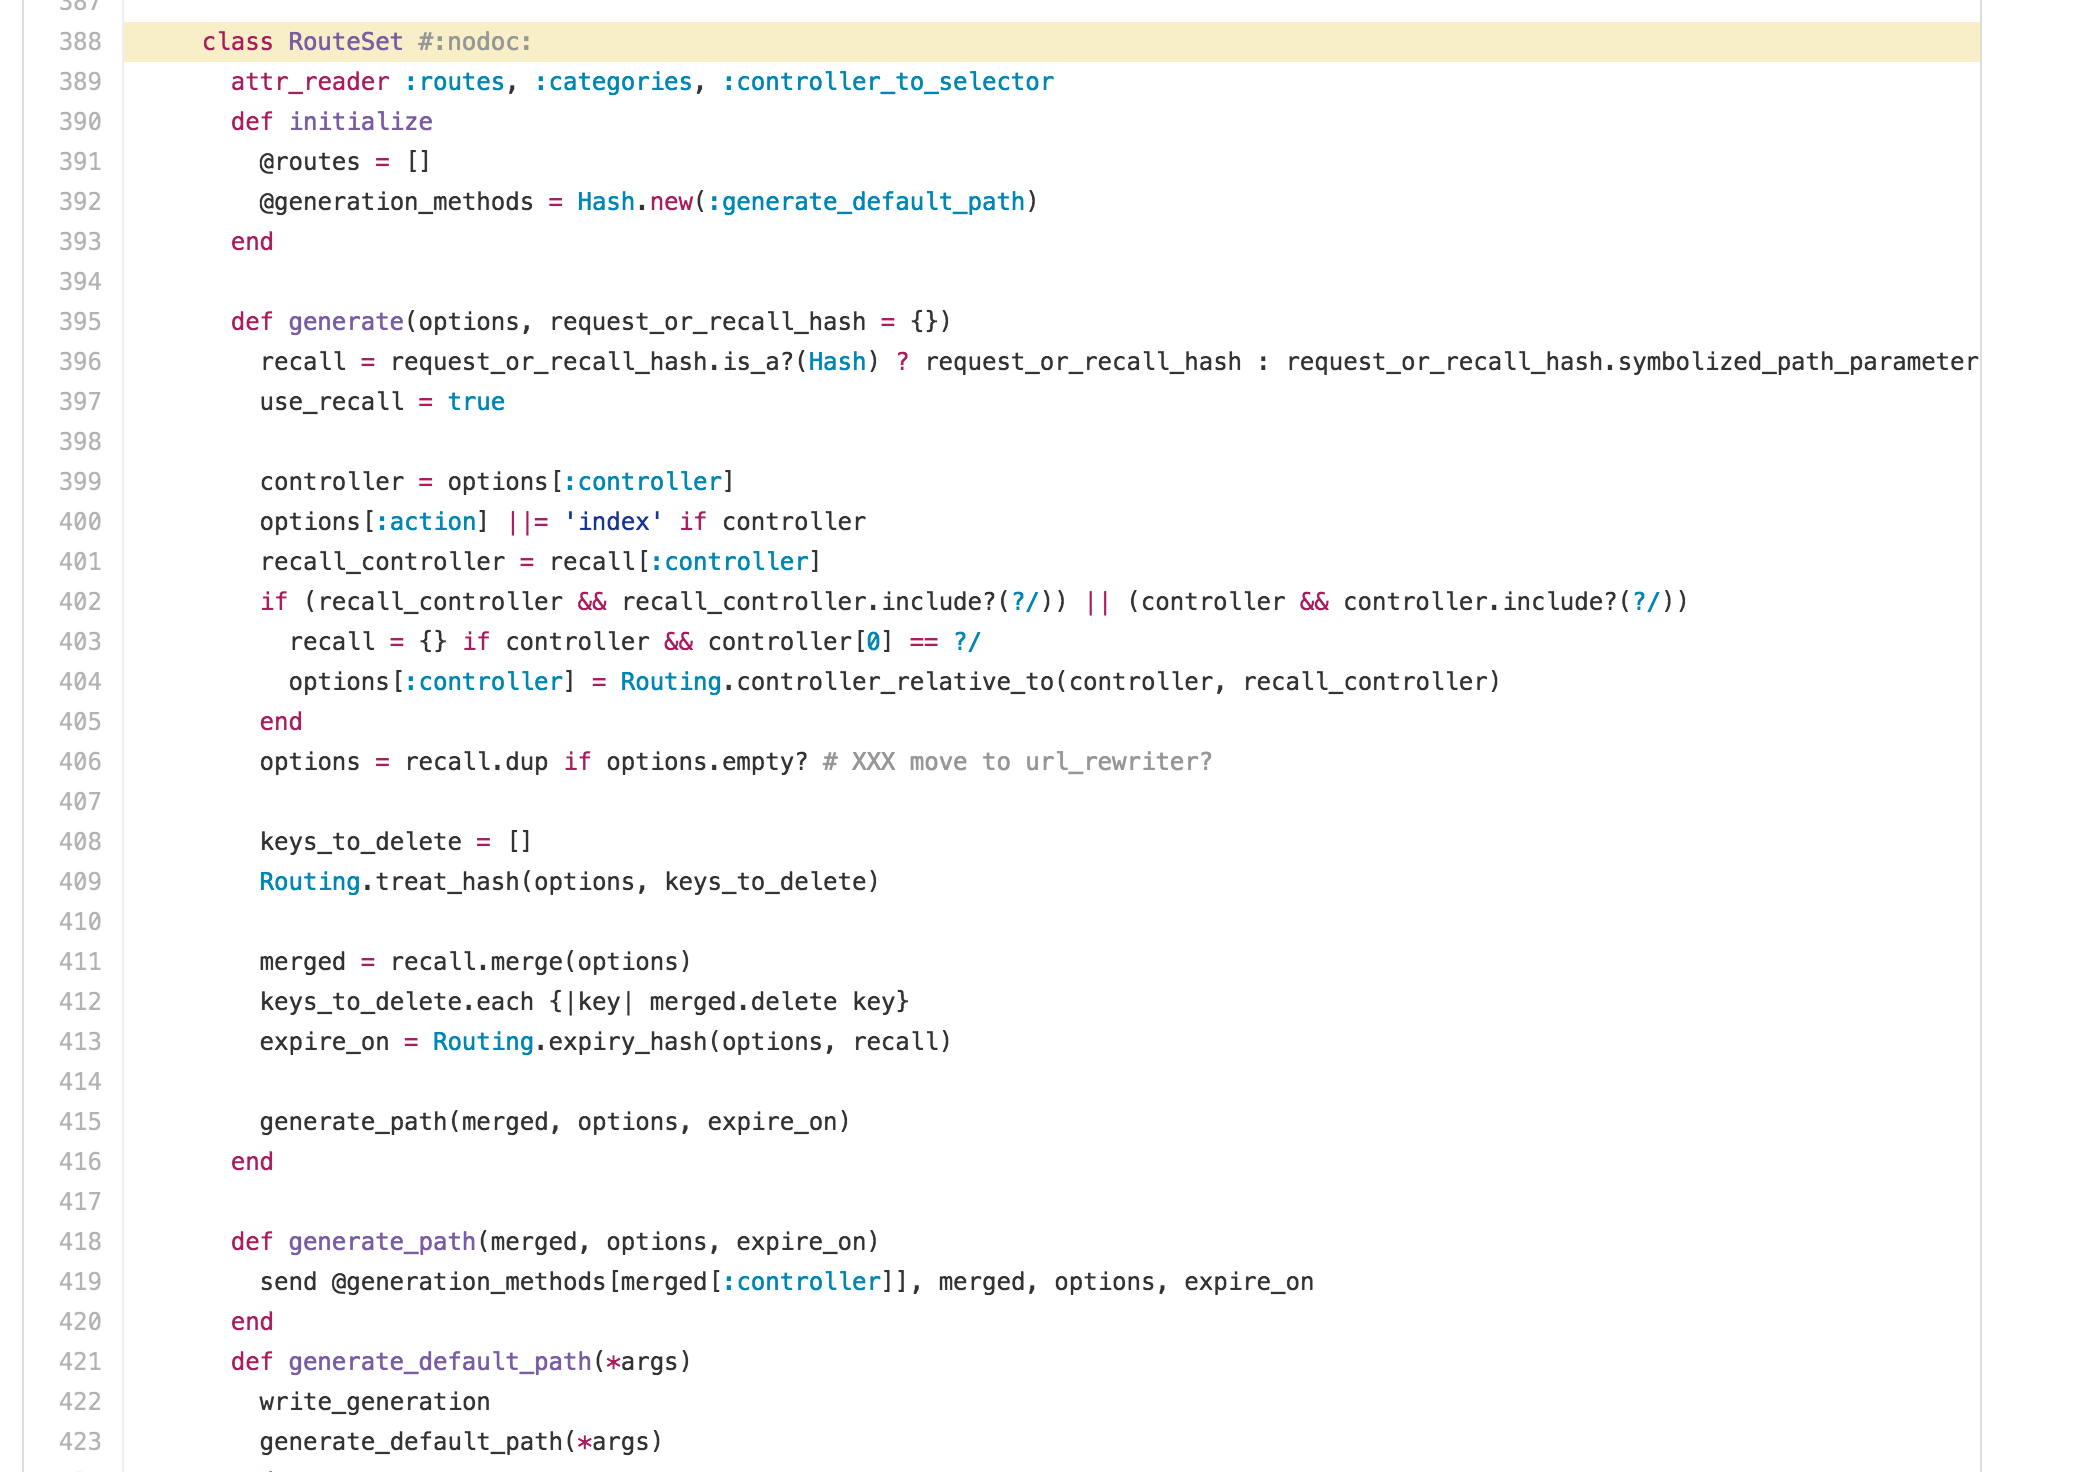 387
388 class RouteSet #:nodoc:
389 attr_reader :routes, :categories, :controller_to_selector
390 def initialize
391 @routes = []
392 @generation_methods = Hash.new(:generate_default_path)
393 end
394
395 def generate(options, request_or_recall_hash = {})
396 recall = request_or_recall_hash.is_a?(Hash) ? request_or_recall_hash : request_or_recall_hash.symbolized_path_parameter
397 use_recall = true
398
399 controller = options[:controller]
400 options[:action] ||= 'index' if controller
401 recall_controller = recall[:controller]
402 if (recall_controller && recall_controller.include?(?/)) || (controller && controller.include?(?/))
403 recall = {} if controller && controller[0] == ?/
404 options[:controller] = Routing.controller_relative_to(controller, recall_controller)
405 end
406 options = recall.dup if options.empty? # XXX move to url_rewriter?
407
408 keys_to_delete = []
409 Routing.treat_hash(options, keys_to_delete)
410
411 merged = recall.merge(options)
412 keys_to_delete.each {|key| merged.delete key}
413 expire_on = Routing.expiry_hash(options, recall)
414
415 generate_path(merged, options, expire_on)
416 end
417
418 def generate_path(merged, options, expire_on)
419 send @generation_methods[merged[:controller]], merged, options, expire_on
420 end
421 def generate_default_path(*args)
422 write_generation
423 generate_default_path(*args)